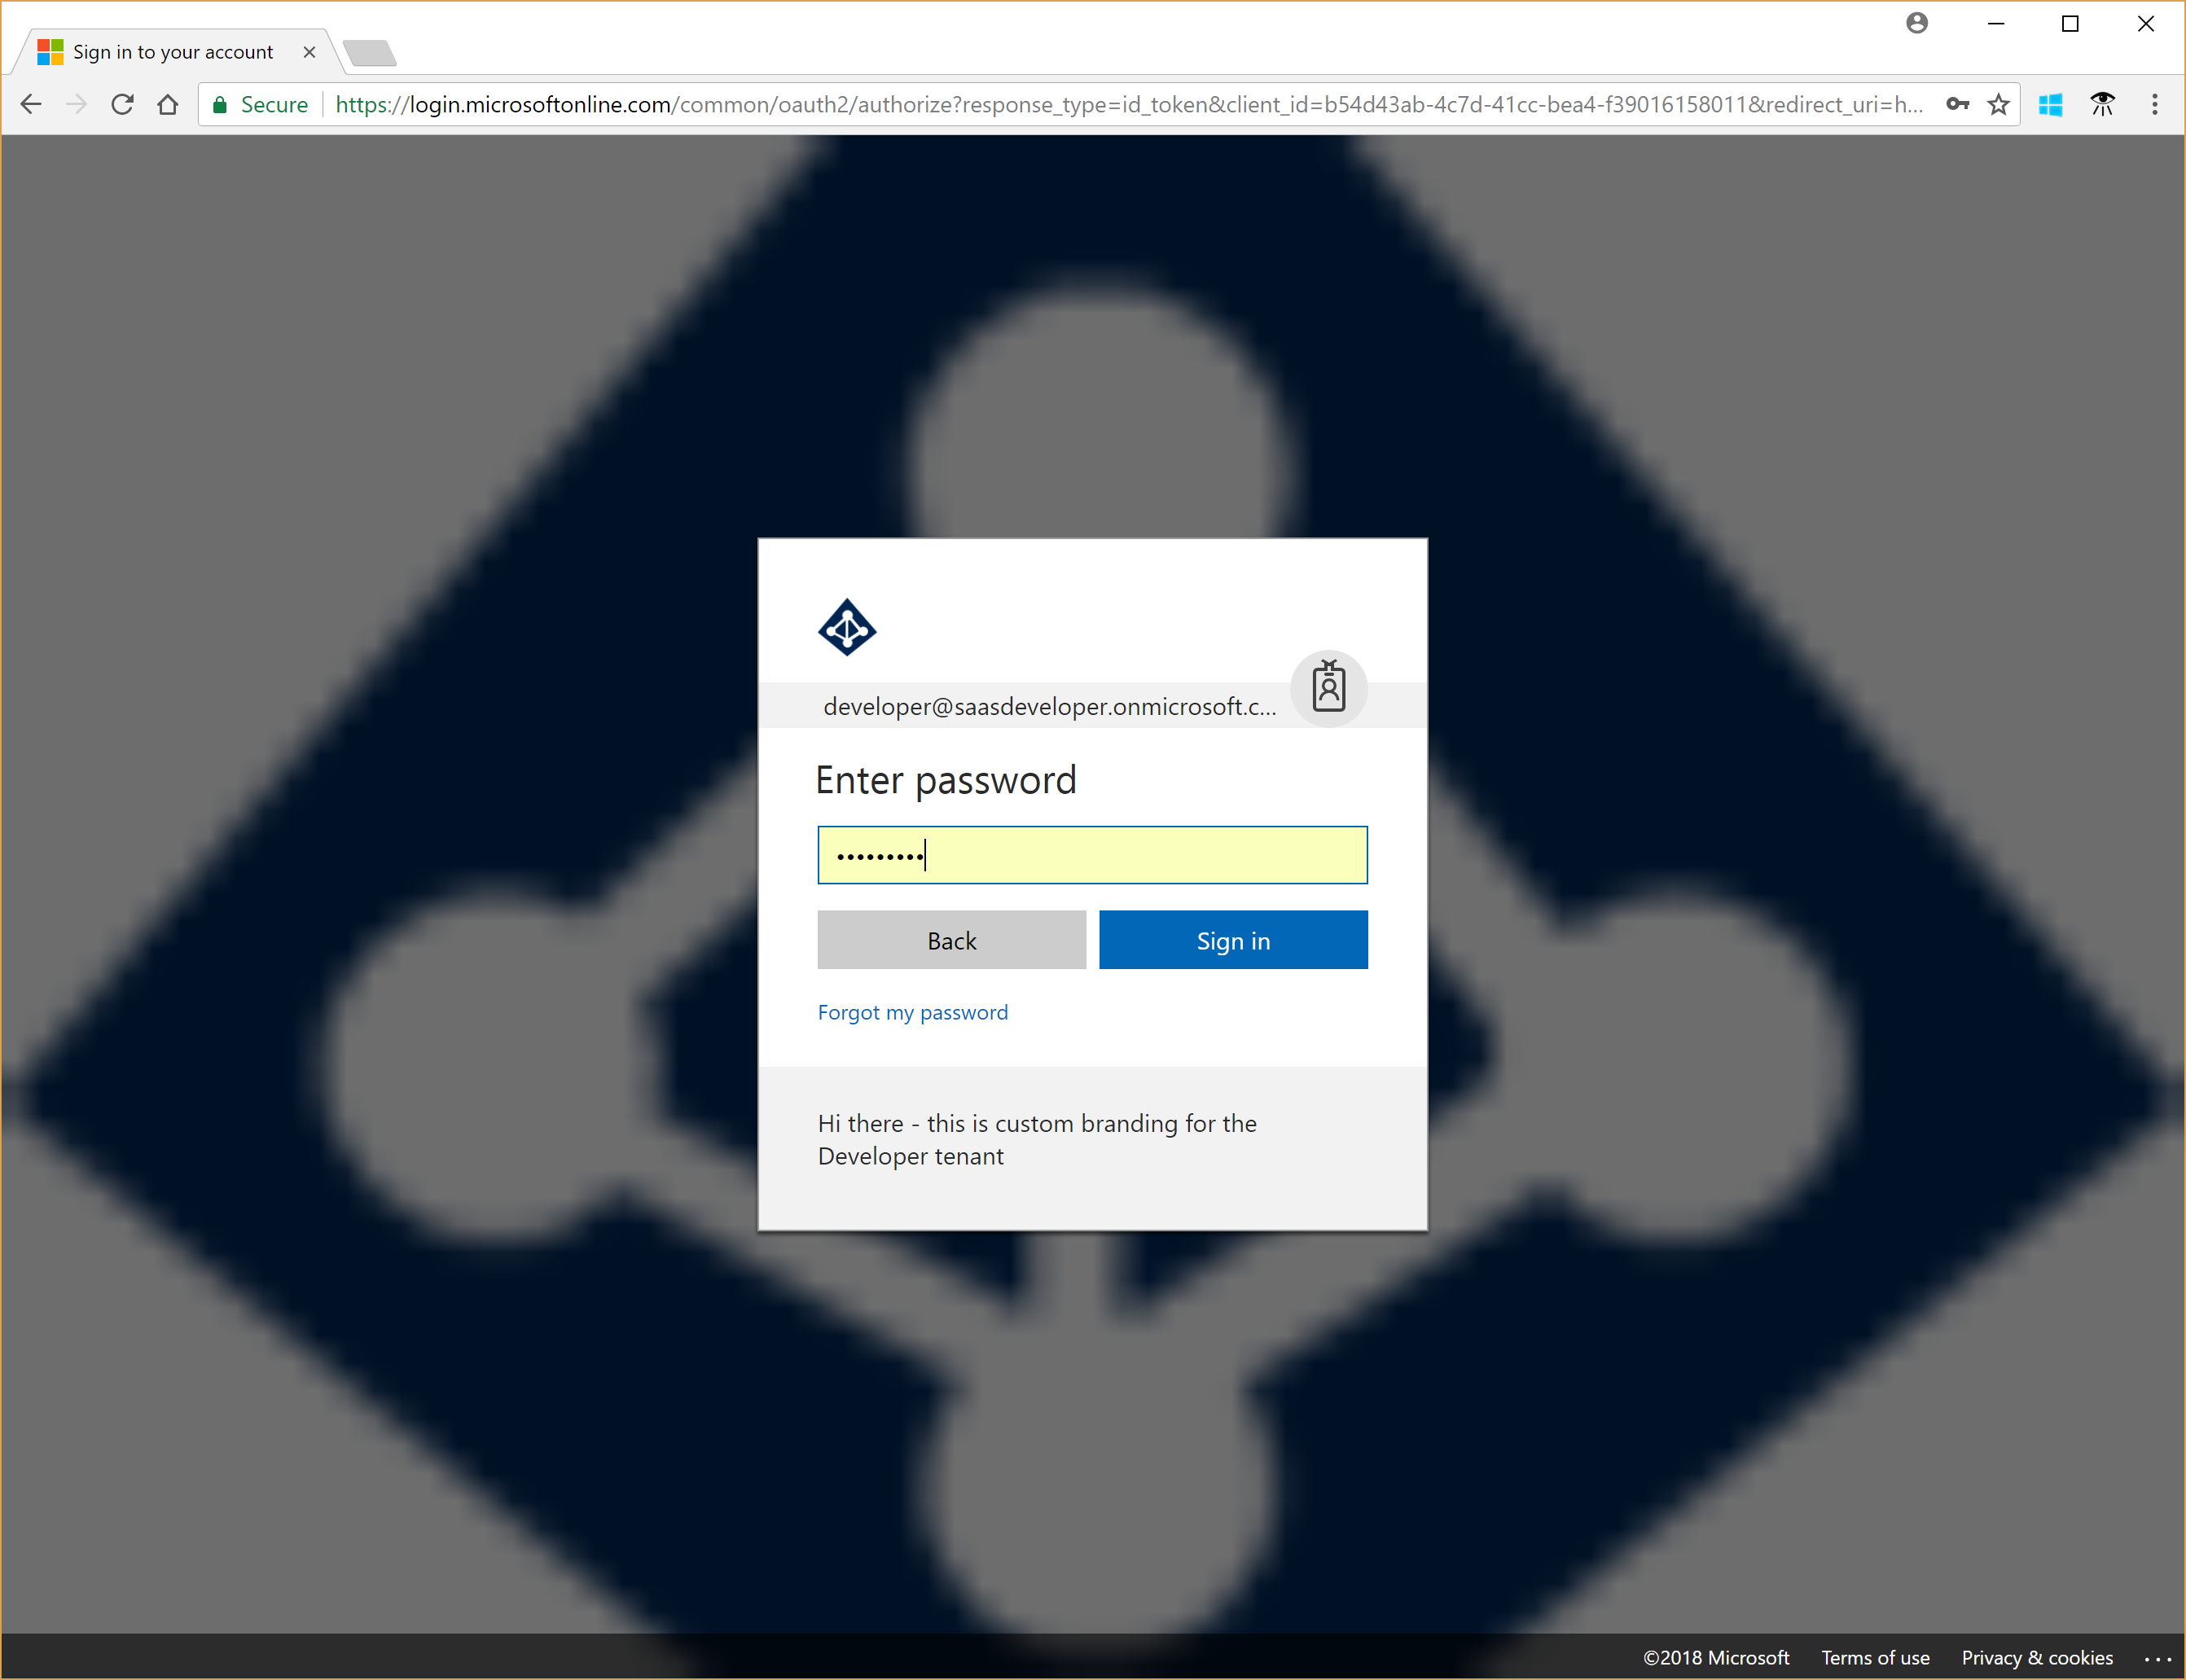 Sign in to your account
Secure
https://login.microsoftonline.com/common/oauth2/authorize?response_type=id_token&client_id=b54d43ab-4c7d-41cc-bea4-f39016158011&redirect_uri=h...
developer@saasdeveloper.onmicrosoft.c...
Enter password
Back
Sign in
Forgot my password
Hi there - this is custom branding for the
Developer tenant
©2018 Microsoft
Terms of use
Privacy & cookies
...